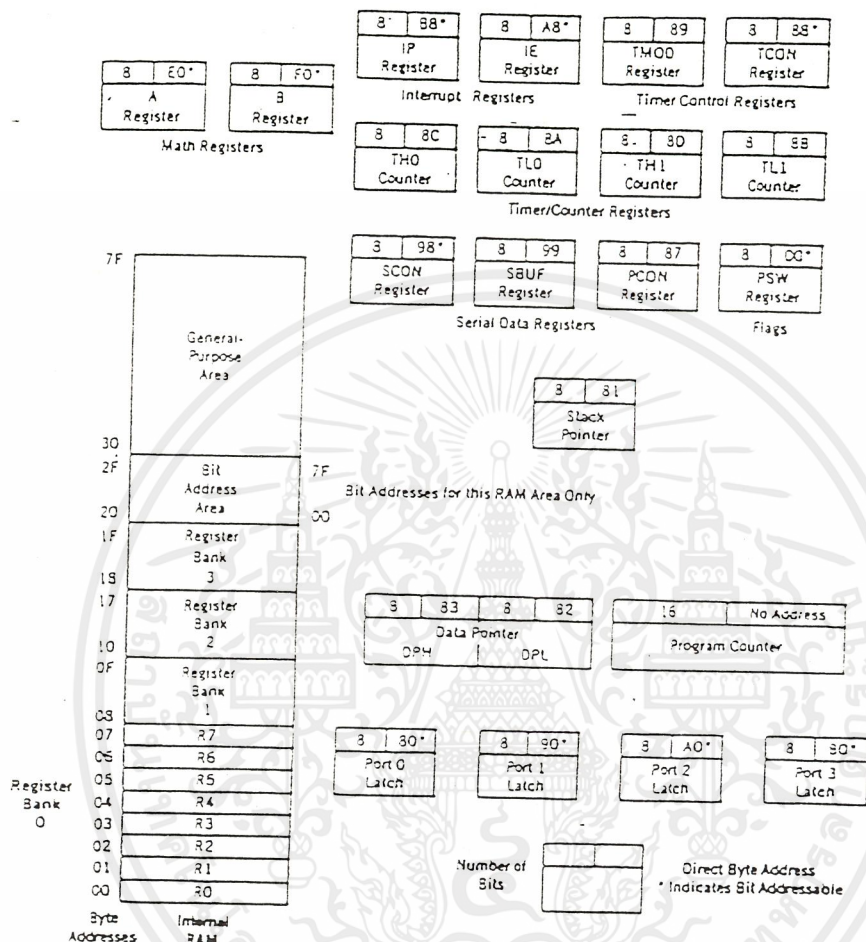 8 B8*
IP
Register
8 A8*
IE
Register
Interrupt Registers
8 89
TMOD
Register
8 88*
TCON
Register
Timer Control Registers
8 E0*
A
Register
8 F0*
B
Register
Math Registers
8 8C
TH0
Counter
8 8A
TL0
Counter
8 8D
TH1
Counter
8 8B
TL1
Counter
Timer/Counter Registers
8 98*
SCON
Register
8 99
SBUF
Register
8 87
PCON
Register
Serial Data Registers
8 D0*
PSW
Register
Flags
8 81
Stack
Pointer
7F
General-
Purpose
Area
30
2F
Bit
Address
Area
20
7F
Bit Addresses for this RAM Area Only
00
1F
Register
Bank
3
18
17
Register
Bank
2
10
0F
Register
Bank
1
08
8 83 8 82
Data Pointer
DPH DPL
16 No Address
Program Counter
07 R7
06 R6
05 R5
04 R4
03 R3
02 R2
01 R1
00 R0
Register
Bank
0
Byte
Addresses
Internal
RAM
8 80*
Port 0
Latch
8 90*
Port 1
Latch
8 A0*
Port 2
Latch
8 B0*
Port 3
Latch
Number of
Bits
Direct Byte Address
* Indicates Bit Addressable